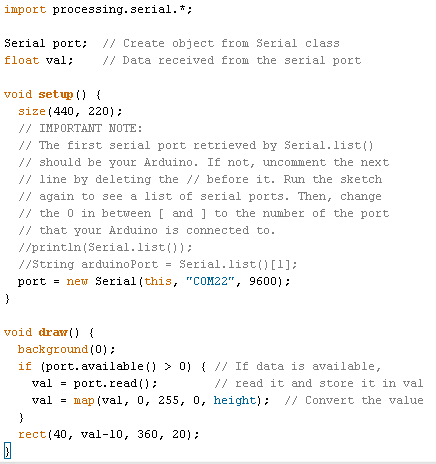 import processing.serial.*;

Serial port;  // Create object from Serial class
float val;    // Data received from the serial port

void setup() {
  size(440, 220);
  // IMPORTANT NOTE:
  // The first serial port retrieved by Serial.list()
  // should be your Arduino. If not, uncomment the next
  // line by deleting the // before it. Run the sketch
  // again to see a list of serial ports. Then, change
  // the 0 in between [ and ] to the number of the port
  // that your Arduino is connected to.
  //println(Serial.list());
  //String arduinoPort = Serial.list()[1];
  port = new Serial(this, "COM22", 9600);
}

void draw() {
  background(0);
  if (port.available() > 0) { // If data is available,
    val = port.read();        // read it and store it in val
    val = map(val, 0, 255, 0, height);  // Convert the value
  }
  rect(40, val-10, 360, 20);
}